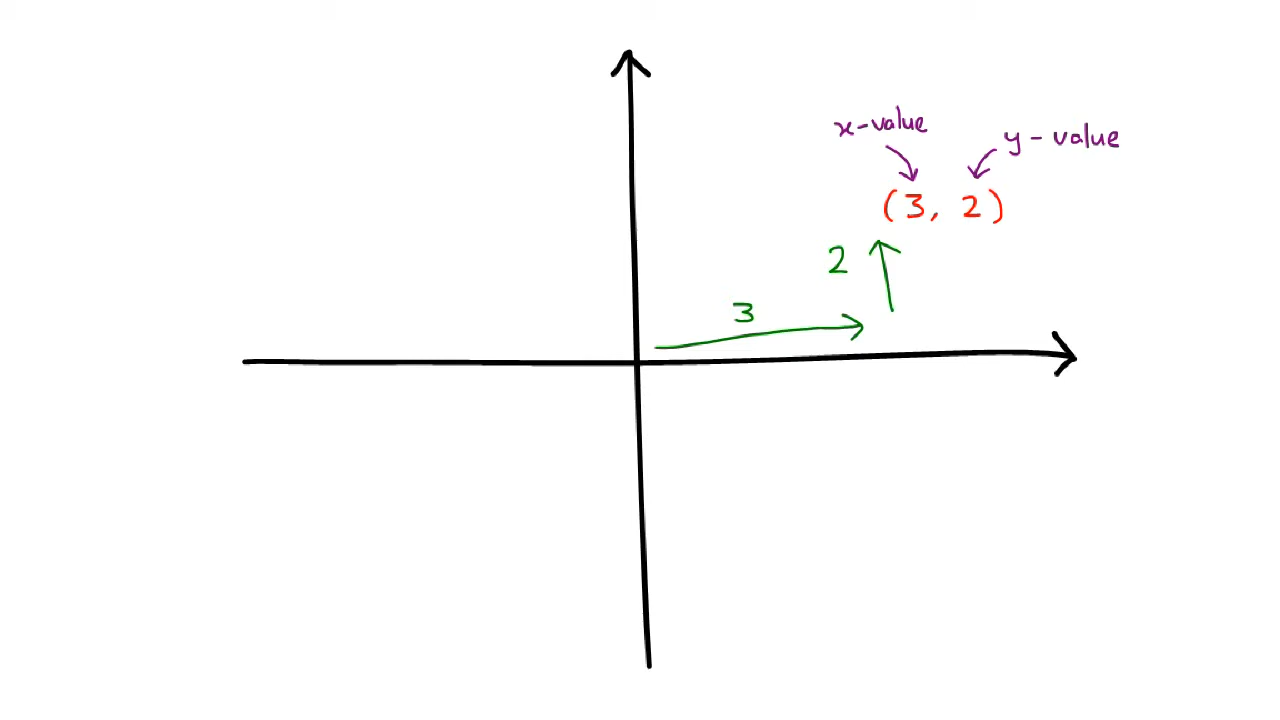 x-value
y-value
(3, 2)
2
3